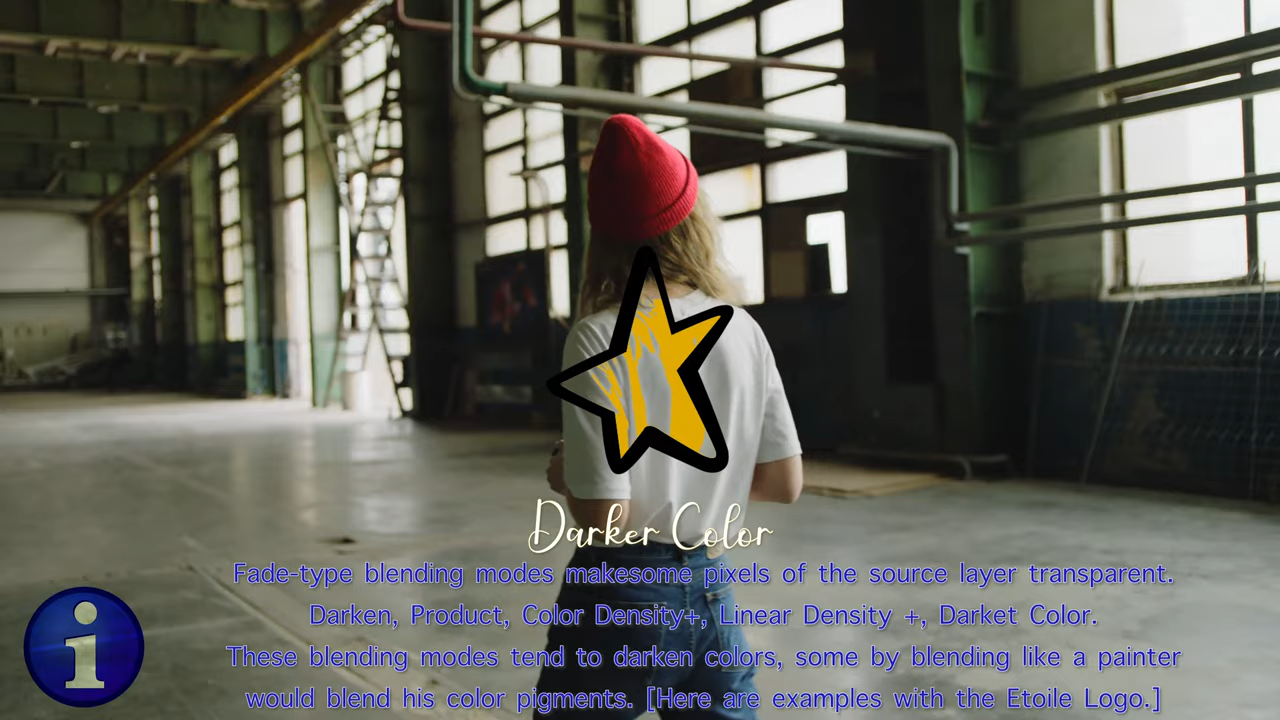 Darker Color
Fade-type blending modes makesome pixels of the source layer transparent.
Darken, Product, Color Density+, Linear Density +, Darket Color.
These blending modes tend to darken colors, some by blending like a painter
would blend his color pigments. [Here are examples with the Etoile Logo.]